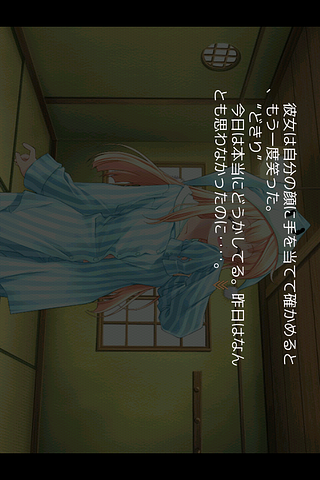 彼女は自分の顔に手を当てて確かめると
、もう一度笑った。
“どきり”
今日は本当にどうかしてる。昨日はなん
とも思わなかったのに・・・。